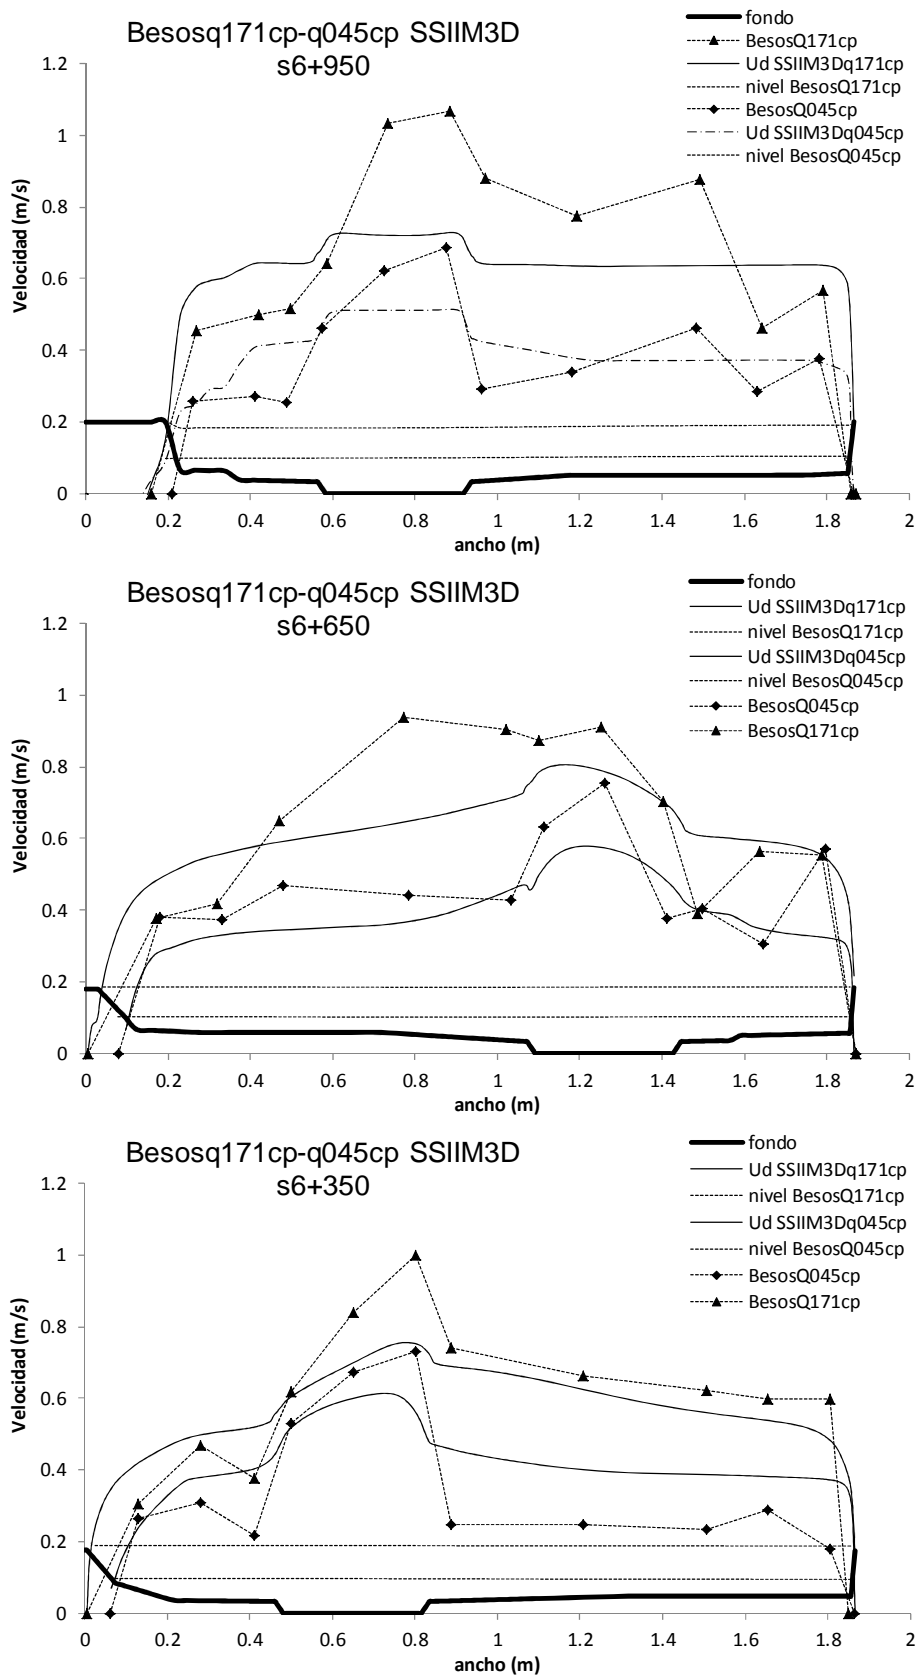 Besosq171cp-q045cp SSIIM3D
s6+950
fondo
BesosQ171cp
Ud SSIIM3Dq171cp
nivel BesosQ171cp
BesosQ045cp
Ud SSIIM3Dq045cp
nivel BesosQ045cp
Velocidad (m/s)
1.2
1
0.8
0.6
0.4
0.2
0
0 0.2 0.4 0.6 0.8 1 1.2 1.4 1.6 1.8 2
ancho (m)
Besosq171cp-q045cp SSIIM3D
s6+650
fondo
Ud SSIIM3Dq171cp
nivel BesosQ171cp
Ud SSIIM3Dq045cp
nivel BesosQ045cp
BesosQ045cp
BesosQ171cp
Velocidad (m/s)
1.2
1
0.8
0.6
0.4
0.2
0
0 0.2 0.4 0.6 0.8 1 1.2 1.4 1.6 1.8 2
ancho (m)
Besosq171cp-q045cp SSIIM3D
s6+350
fondo
Ud SSIIM3Dq171cp
nivel BesosQ171cp
Ud SSIIM3Dq045cp
nivel BesosQ045cp
BesosQ045cp
BesosQ171cp
Velocidad (m/s)
1.2
1
0.8
0.6
0.4
0.2
0
0 0.2 0.4 0.6 0.8 1 1.2 1.4 1.6 1.8 2
ancho (m)